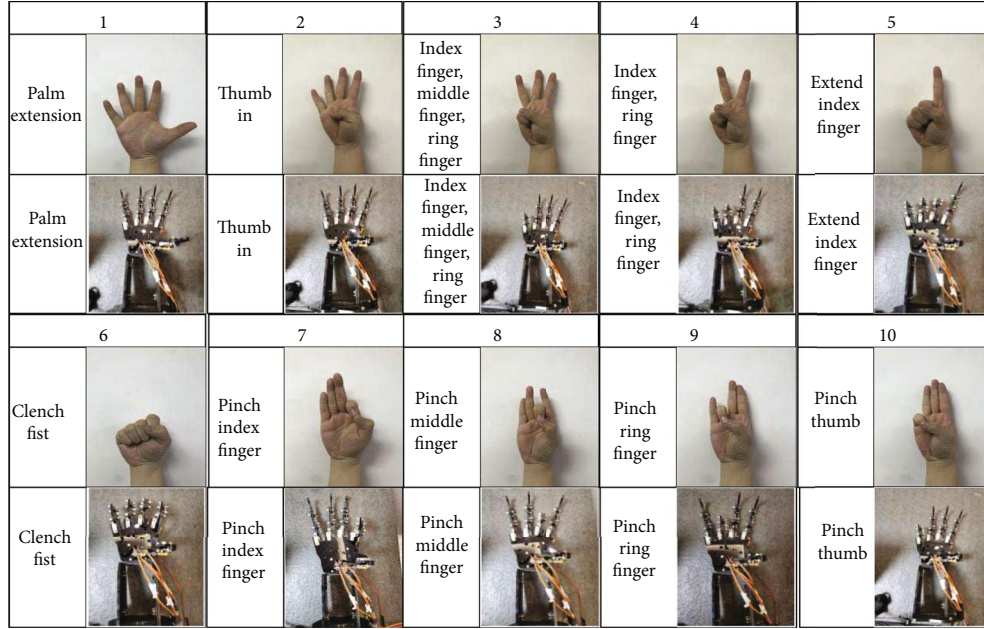 1
2
3
4
5
Palm
extension
Thumb
in
Index
finger,
middle
finger,
ring
finger
Index
finger,
ring
finger
Extend
index
finger
Palm
extension
Thumb
in
Index
finger,
middle
finger,
ring
finger
Index
finger,
ring
finger
Extend
index
finger
6
7
8
9
10
Clench
fist
Pinch
index
finger
Pinch
middle
finger
Pinch
ring
finger
Pinch
thumb
Clench
fist
Pinch
index
finger
Pinch
middle
finger
Pinch
ring
finger
Pinch
thumb